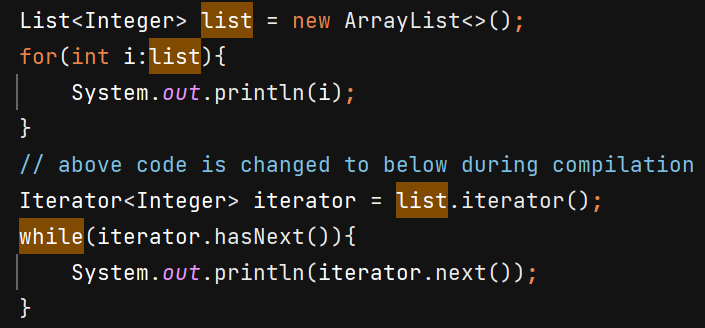 List<Integer> list = new ArrayList<>();
for(int i:list){
    System.out.println(i);
}
// above code is changed to below during compilation
Iterator<Integer> iterator = list.iterator();
while(iterator.hasNext()){
    System.out.println(iterator.next());
}